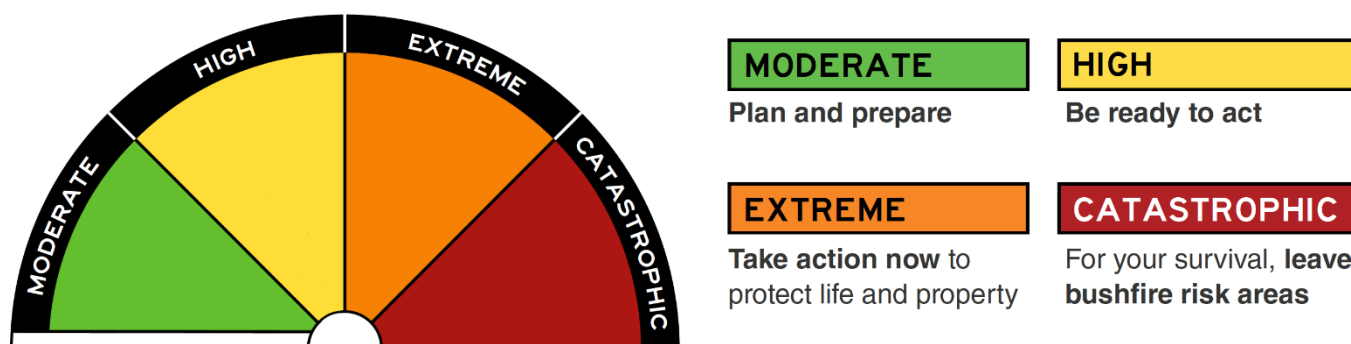 MODERATE
HIGH
EXTREME
CATASTROPHIC
MODERATE
Plan and prepare
HIGH
Be ready to act
EXTREME
Take action now to
protect life and property
CATASTROPHIC
For your survival, leave
bushfire risk areas